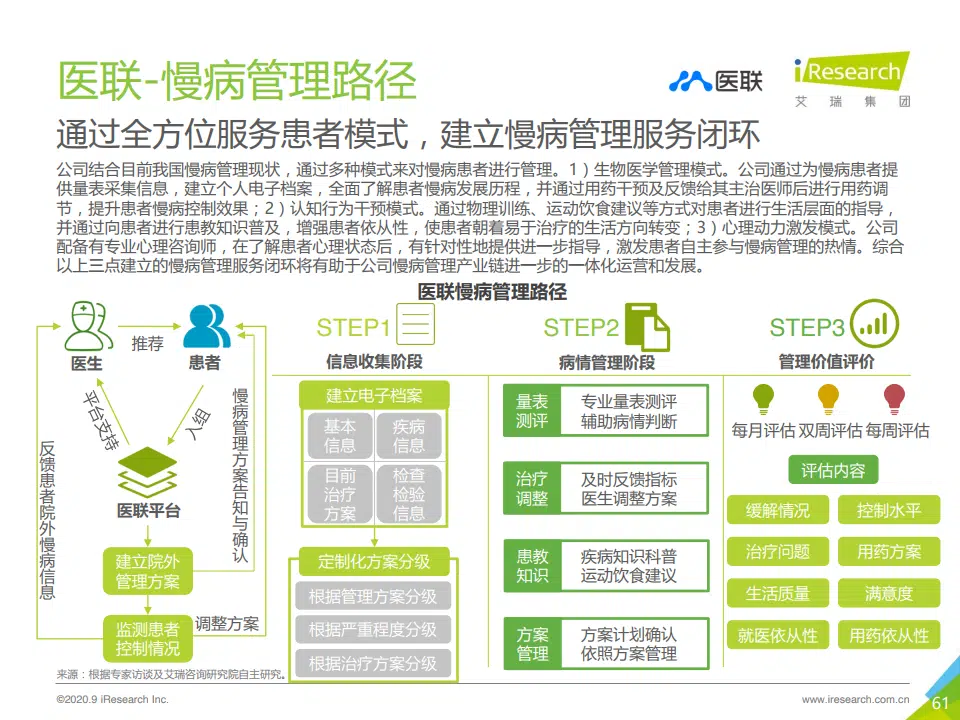 医联-慢病管理路径
医联
iResearch
艾瑞集团
通过全方位服务患者模式，建立慢病管理服务闭环
公司结合目前我国慢病管理现状，通过多种模式来对慢病患者进行管理。1）生物医学管理模式。公司通过为慢病患者提
供量表采集信息，建立个人电子档案，全面了解患者慢病发展历程，并通过用药干预及反馈给其主治医师后进行用药调
节，提升患者慢病控制效果；2）认知行为干预模式。通过物理训练、运动饮食建议等方式对患者进行生活层面的指导，
并通过向患者进行患教知识普及，增强患者依从性，使患者朝着易于治疗的生活方向转变；3）心理动力激发模式。公司
配备有专业心理咨询师，在了解患者心理状态后，有针对性地提供进一步指导，激发患者自主参与慢病管理的热情。综合
以上三点建立的慢病管理服务闭环将有助于公司慢病管理产业链进一步的一体化运营和发展。
医联慢病管理路径
医生
推荐
患者
平台支持
入组
慢病管理方案告知与确认
反馈患者院外慢病信息
医联平台
建立院外
管理方案
监测患者
控制情况
调整方案
STEP1
信息收集阶段
建立电子档案
基本
信息
疾病
信息
目前
治疗
方案
检查
检验
信息
定制化方案分级
根据管理方案分级
根据严重程度分级
根据治疗方案分级
STEP2
病情管理阶段
量表
测评
专业量表测评
辅助病情判断
治疗
调整
及时反馈指标
医生调整方案
患教
知识
疾病知识科普
运动饮食建议
方案
管理
方案计划确认
依照方案管理
STEP3
管理价值评价
每月评估 双周评估 每周评估
评估内容
缓解情况
控制水平
治疗问题
用药方案
生活质量
满意度
就医依从性
用药依从性
来源：根据专家访谈及艾瑞咨询研究院自主研究。
©2020.9 iResearch Inc.
www.iresearch.com.cn
61